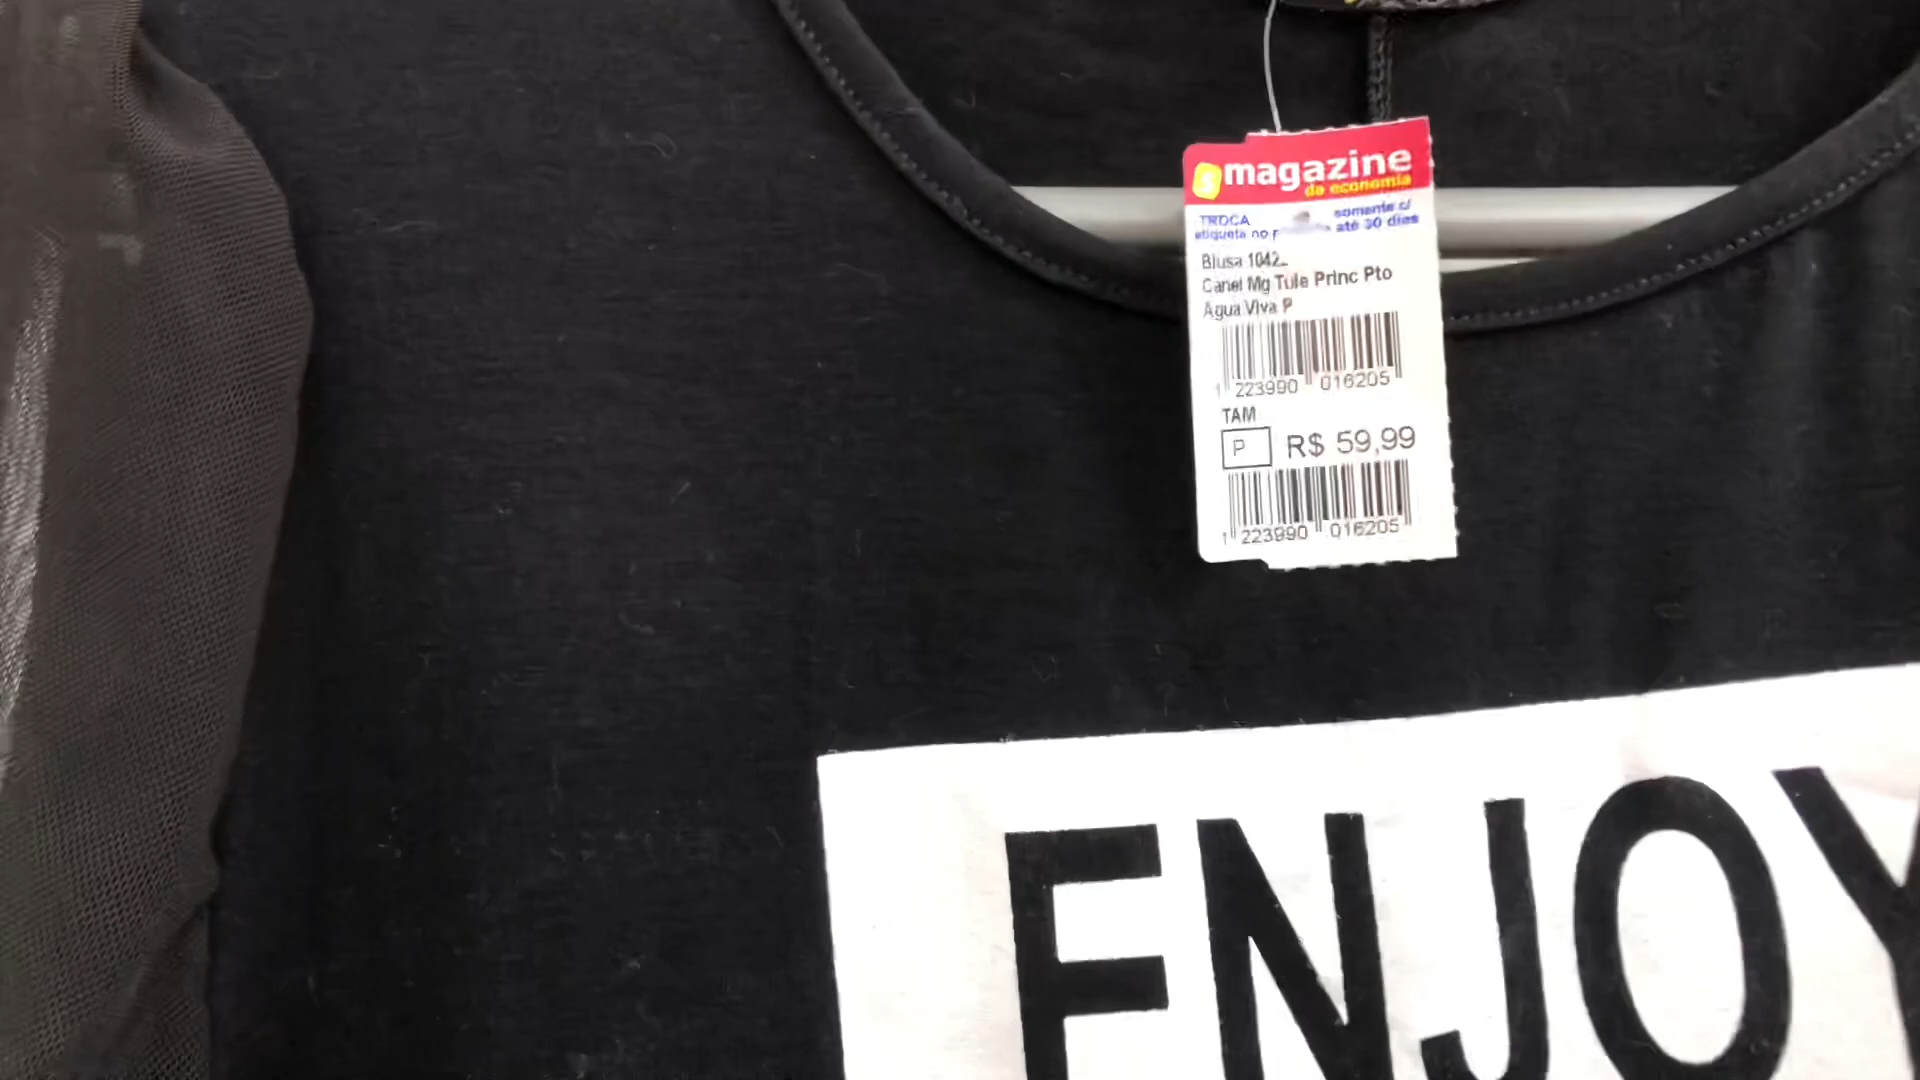 magazine
da economia
TROCA somente c/
etiqueta no até 30 dias
Blusa 1042
Canel Mg Tule Princ Pto
Agua Viva P
1 223990 016205
TAM
P R$ 59,99
1 223990 016205
ENJOY